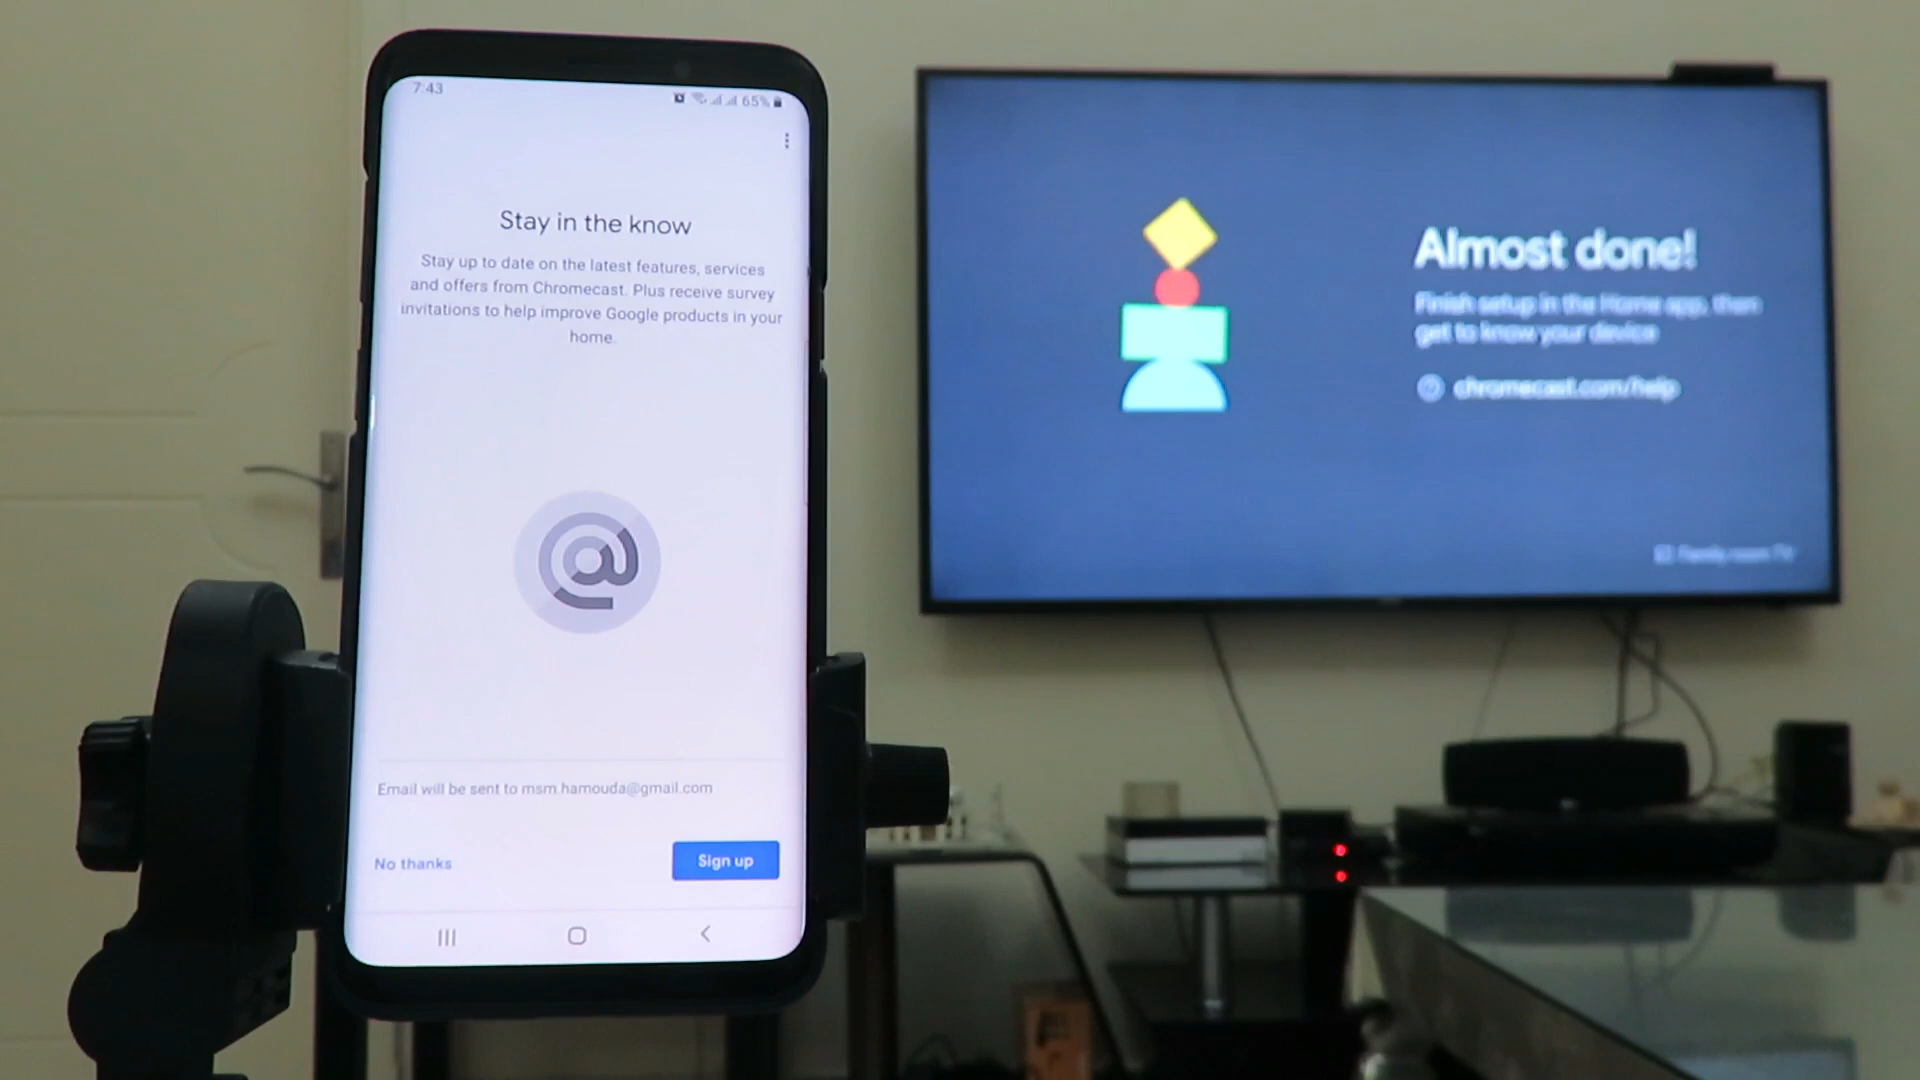 7:43
65%
Stay in the know
Stay up to date on the latest features, services
and offers from Chromecast. Plus receive survey
invitations to help improve Google products in your
home.
Email will be sent to msm.hamouda@gmail.com
No thanks
Sign up
Almost done!
Finish setup in the Home app, then
get to know your device
chromecast.com/help
Family room TV